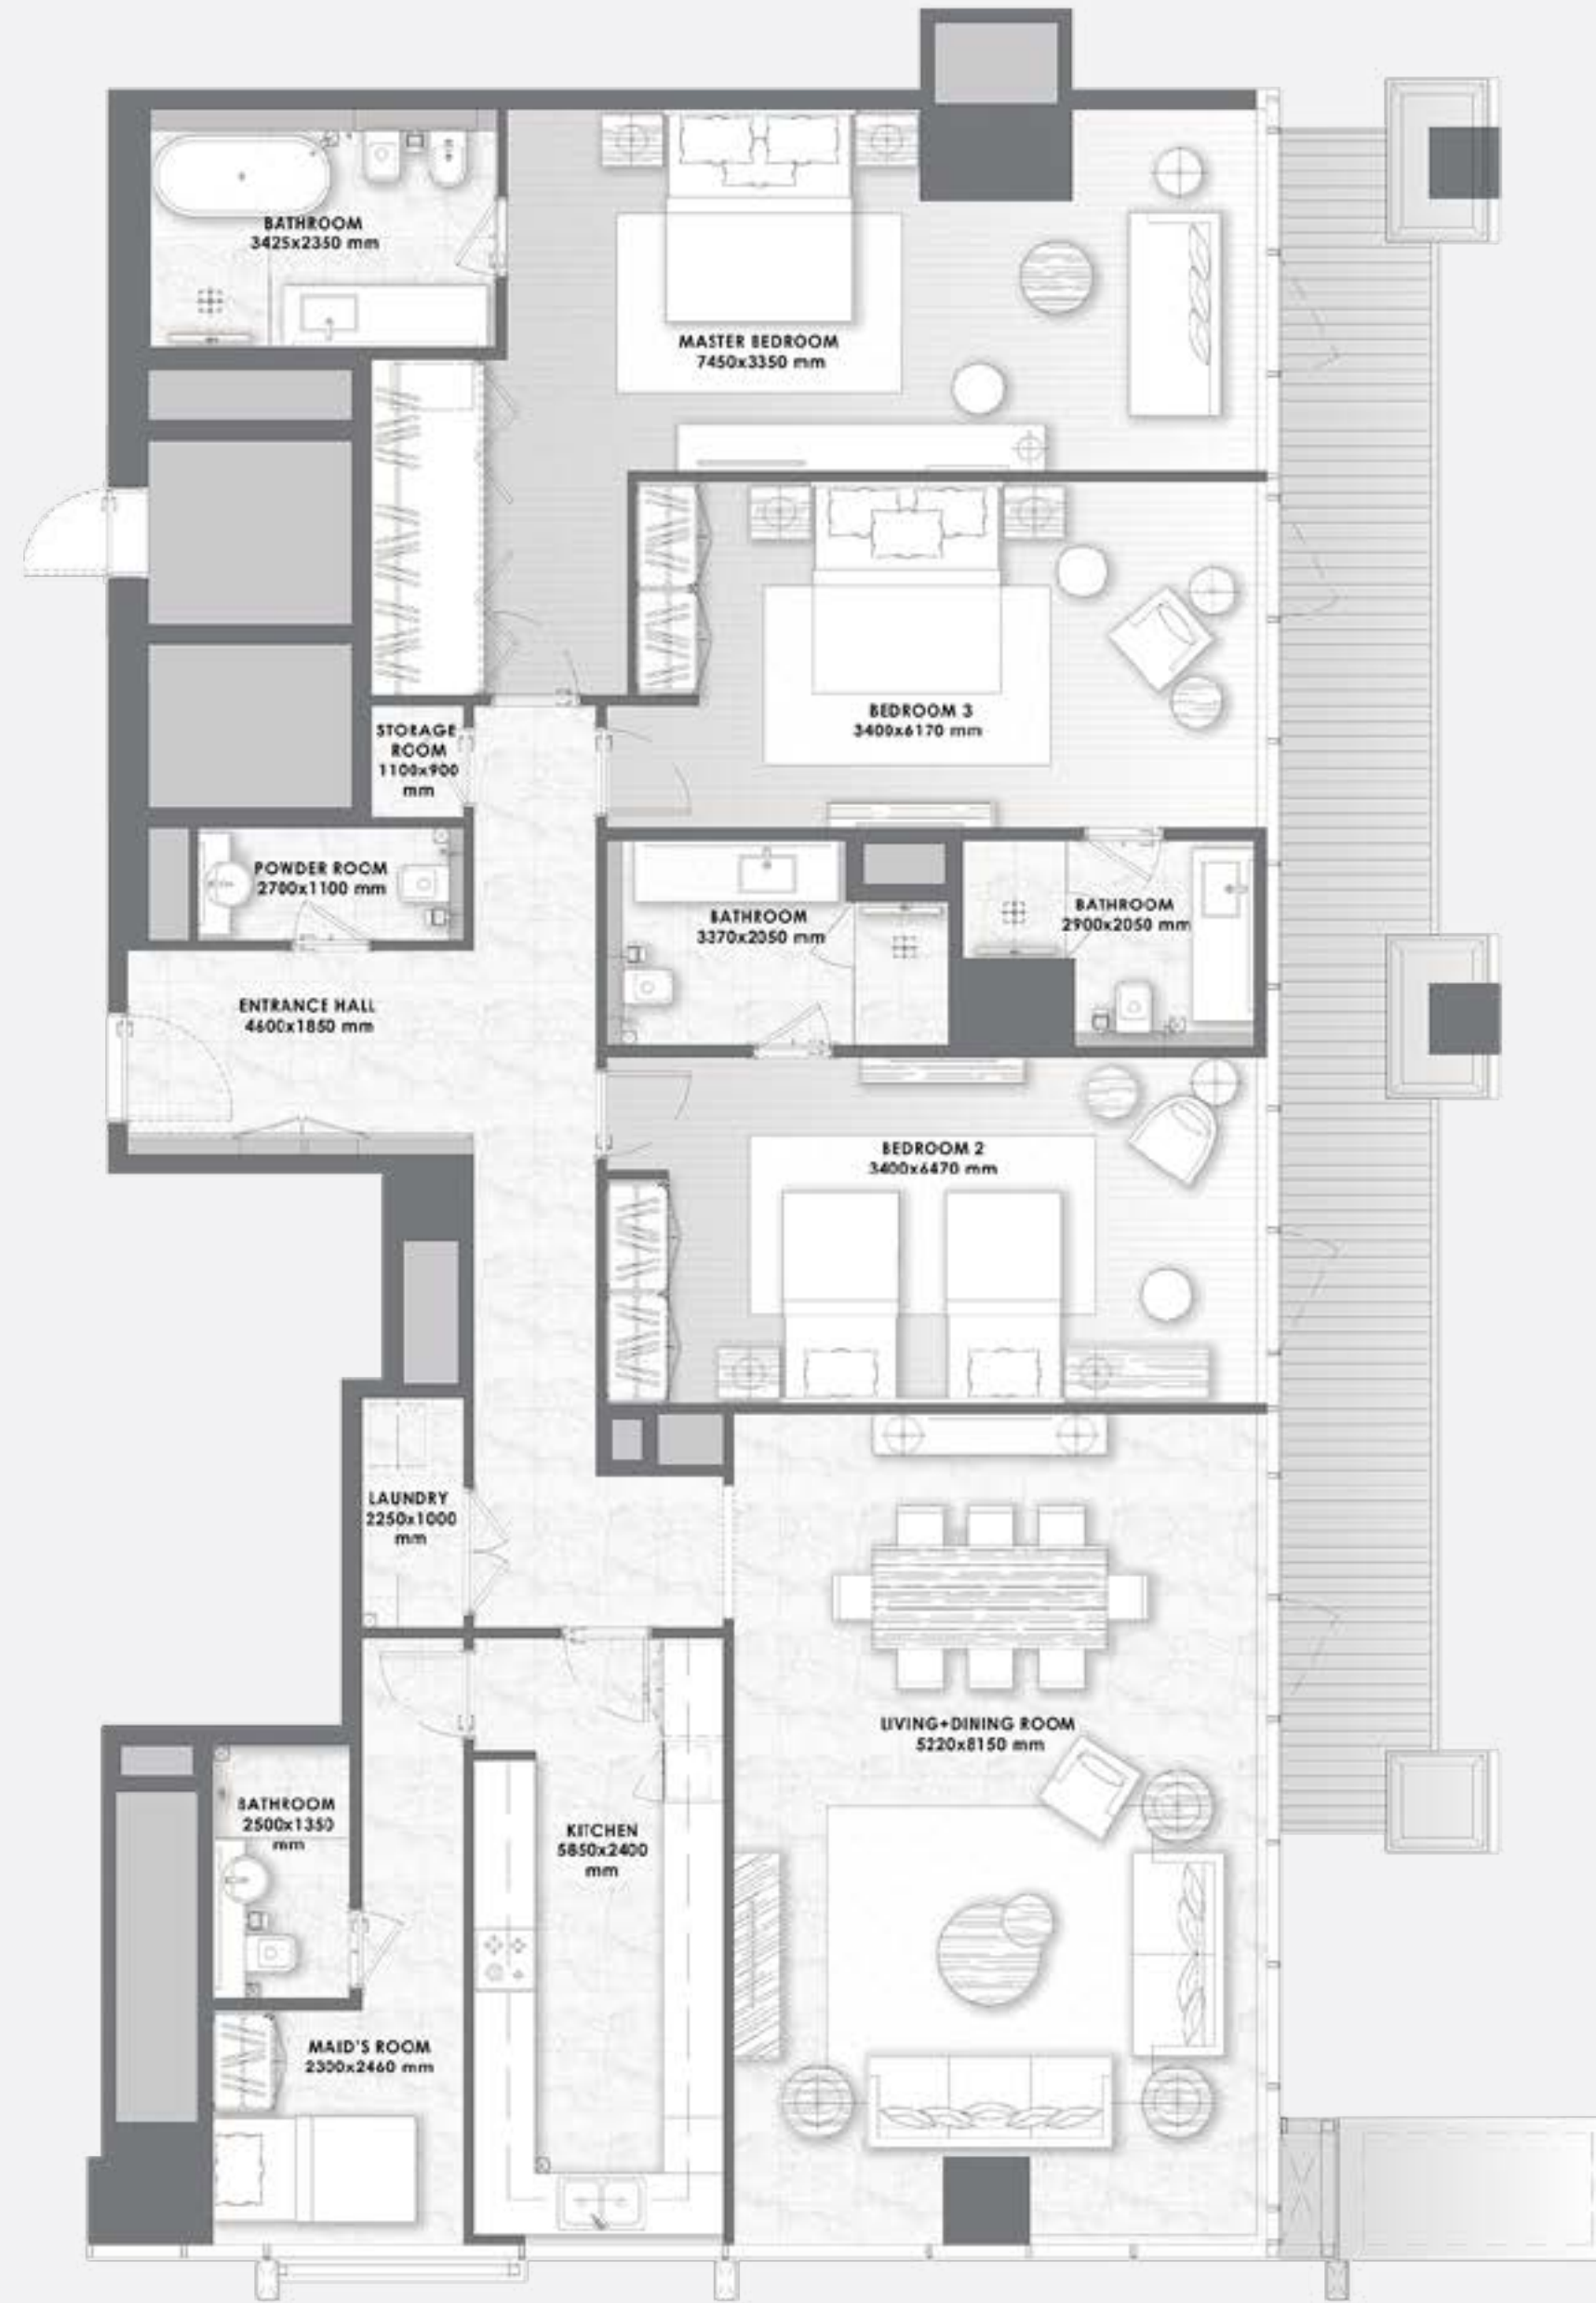 BATHROOM
3425x2350 mm
MASTER BEDROOM
7450x3350 mm
BEDROOM 3
3400x6170 mm
STORAGE
ROOM
1100x900
mm
POWDER ROOM
2700x1100 mm
BATHROOM
3370x2050 mm
BATHROOM
2900x2050 mm
ENTRANCE HALL
4600x1850 mm
BEDROOM 2
3400x6470 mm
LAUNDRY
2250x1000
mm
LIVING+DINING ROOM
5220x8150 mm
BATHROOM
2500x1350
mm
KITCHEN
5850x2400
mm
MAID'S ROOM
2300x2460 mm